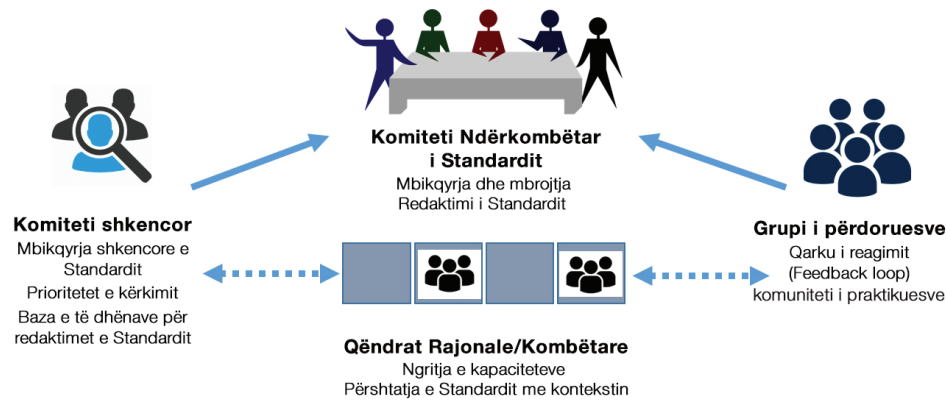 Komiteti Ndërkombëtar
i Standardit
Mbikqyrja dhe mbrojtja
Redaktimi i Standardit
Komiteti shkencor
Mbikqyrja shkencore e
Standardit
Prioritetet e kërkimit
Baza e të dhënave për
redaktimet e Standardit
Grupi i përdoruesve
Qarku i reagimit
(Feedback loop)
komuniteti i praktikuesve
Qëndrat Rajonale/Kombëtare
Ngritja e kapaciteteve
Përshtatja e Standardit me kontekstin